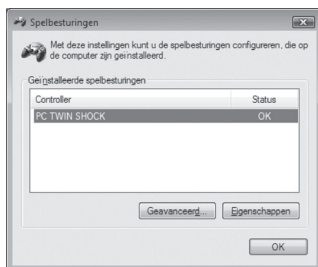 Spelbesturingen
Met deze instellingen kunt u de spelbesturingen configureren, die op
de computer zijn geïnstalleerd.
Geïnstalleerde spelbesturingen
Controller Status
PC TWIN SHOCK OK
Geavanceerd... Eigenschappen
OK